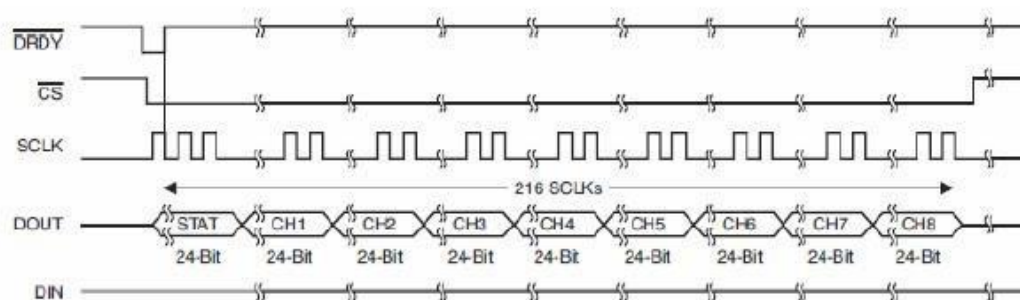 DRDY
CS
SCLK
216 SCLKs
DOUT STAT CH1 CH2 CH3 CH4 CH5 CH6 CH7 CH8
24-Bit 24-Bit 24-Bit 24-Bit 24-Bit 24-Bit 24-Bit 24-Bit 24-Bit
DIN